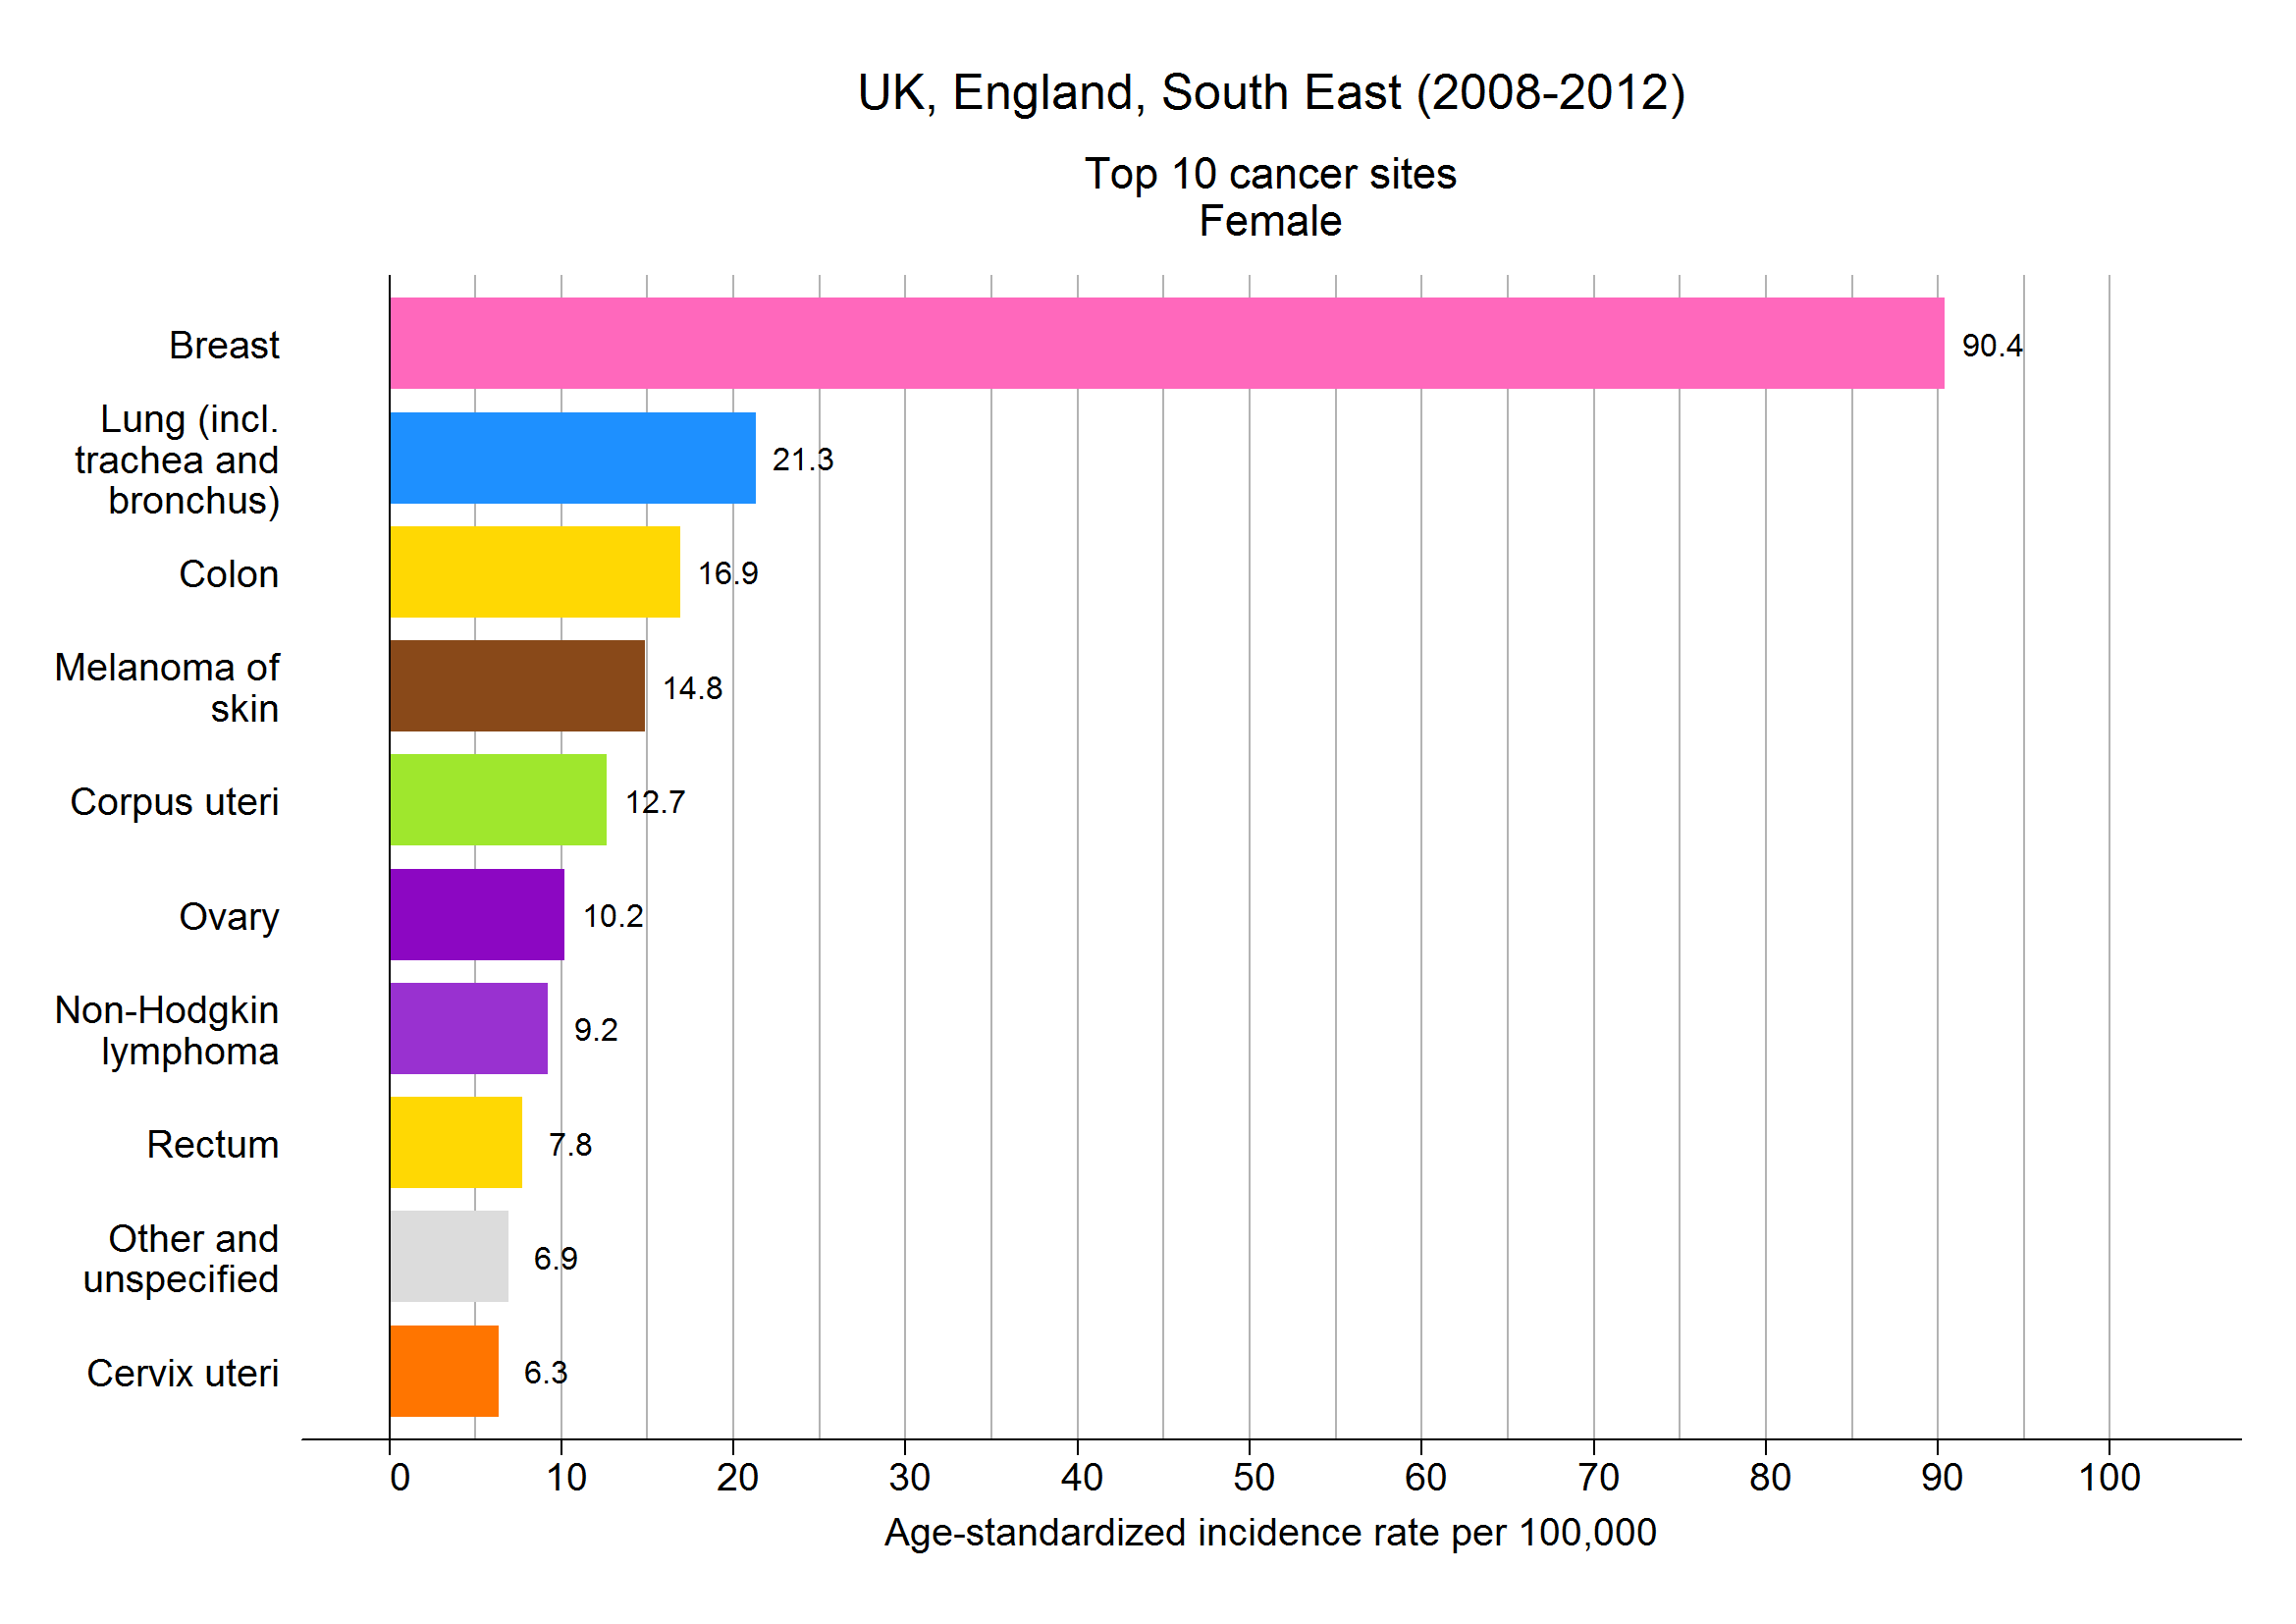 UK, England, South East (2008-2012)
Top 10 cancer sites
Female
Breast
90.4
Lung (incl.
trachea and
bronchus)
21.3
Colon
16.9
Melanoma of
skin
14.8
Corpus uteri
12.7
Ovary
10.2
Non-Hodgkin
lymphoma
9.2
Rectum
7.8
Other and
unspecified
6.9
Cervix uteri
6.3
0 10 20 30 40 50 60 70 80 90 100
Age-standardized incidence rate per 100,000